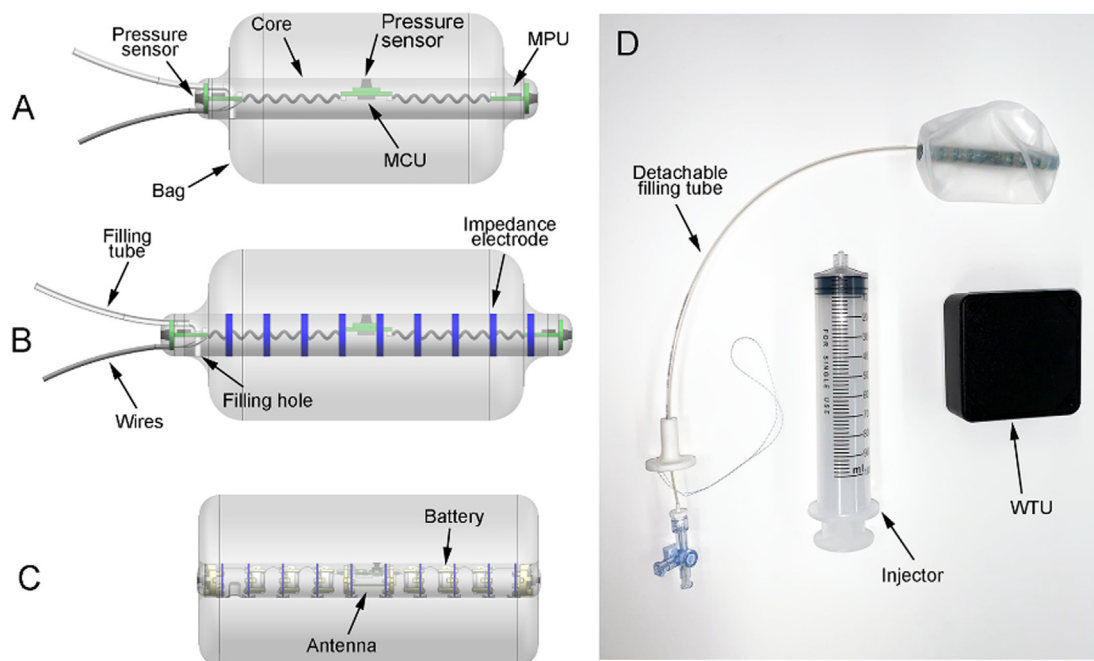 A
Pressure
sensor
Core
Pressure
sensor
MPU
MCU
Bag
B
Filling
tube
Impedance
electrode
Filling hole
Wires
C
Battery
Antenna
D
Detachable
filling tube
FOR SINGLE USE
ml
WTU
Injector